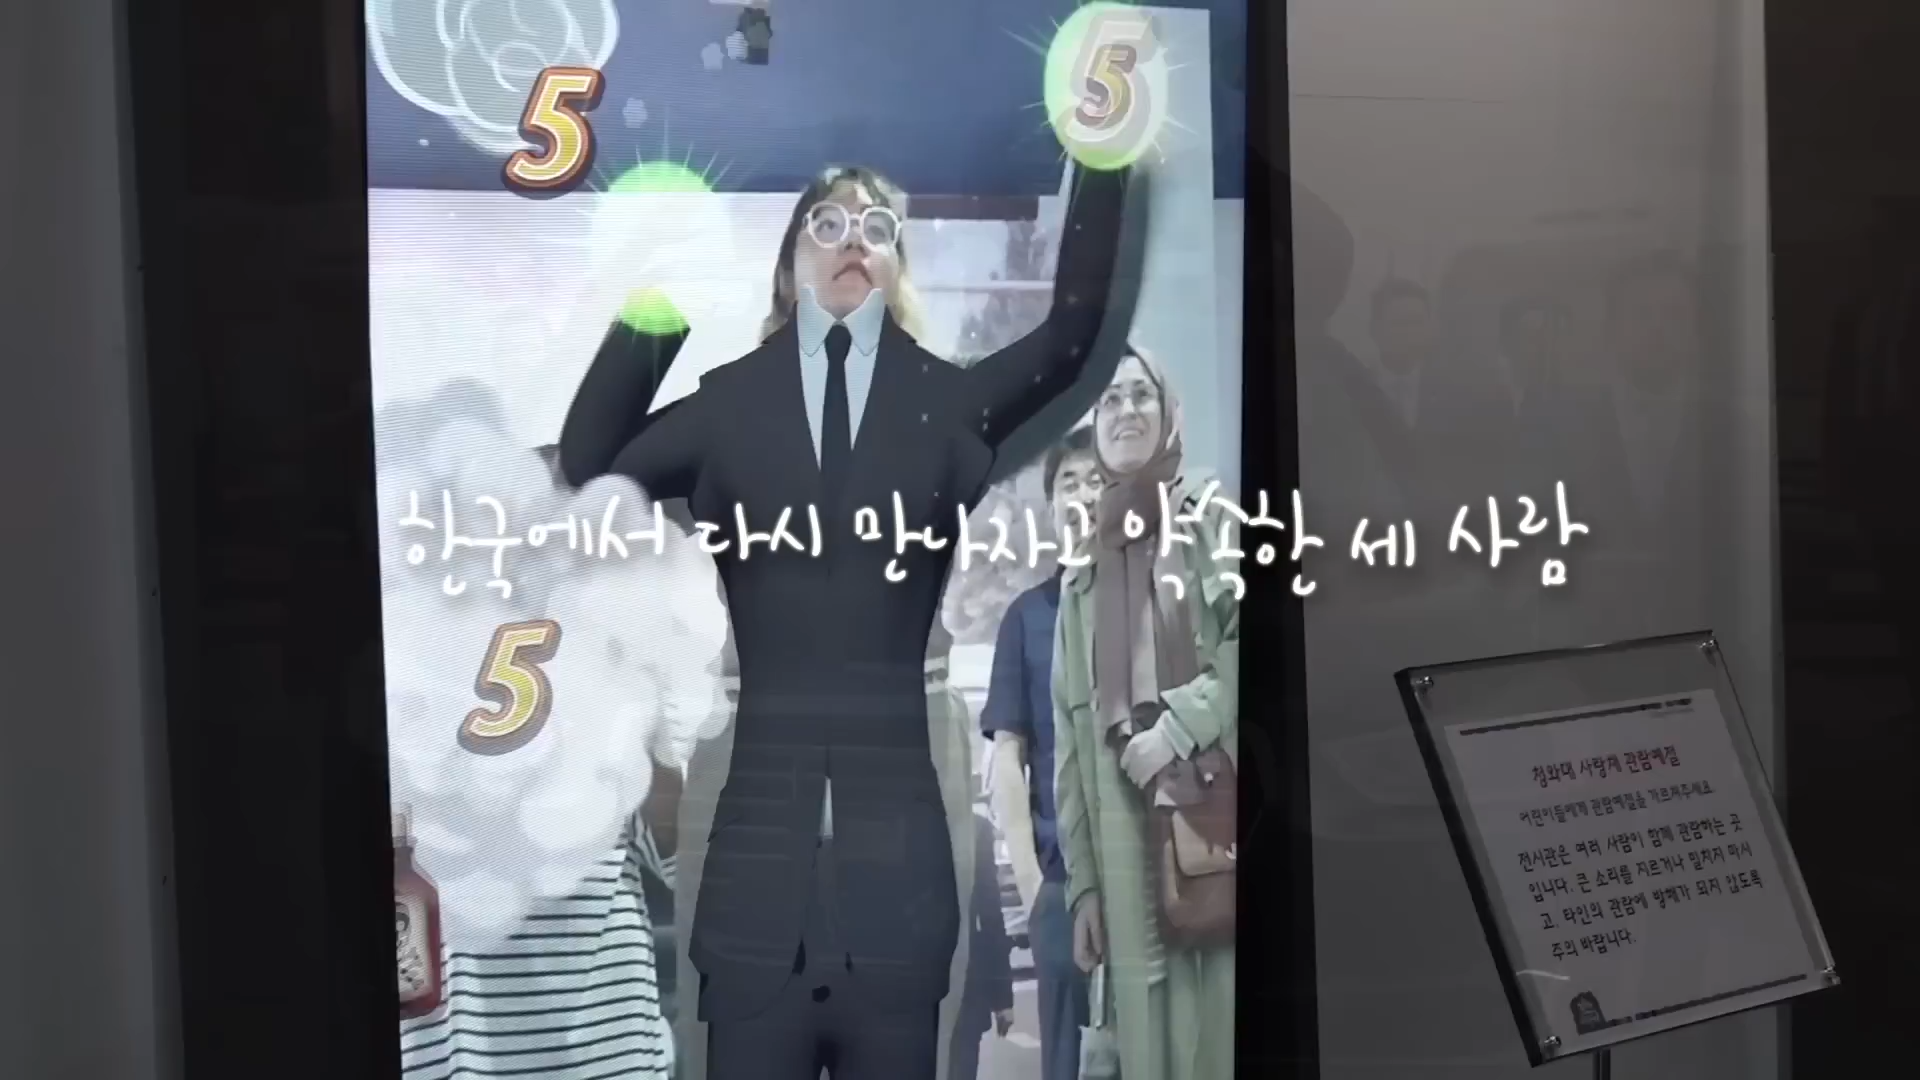 5
5
한국에서 다시 만나자고 약속한 세 사람
5
청와대 사랑채 관람예절
어린이들에게 관람예절을 가르쳐주세요.
전시관은 여러 사람이 함께 관람하는 곳
입니다. 큰 소리를 지르거나 밀치지 마시
고, 타인의 관람에 방해가 되지 않도록
주의 바랍니다.